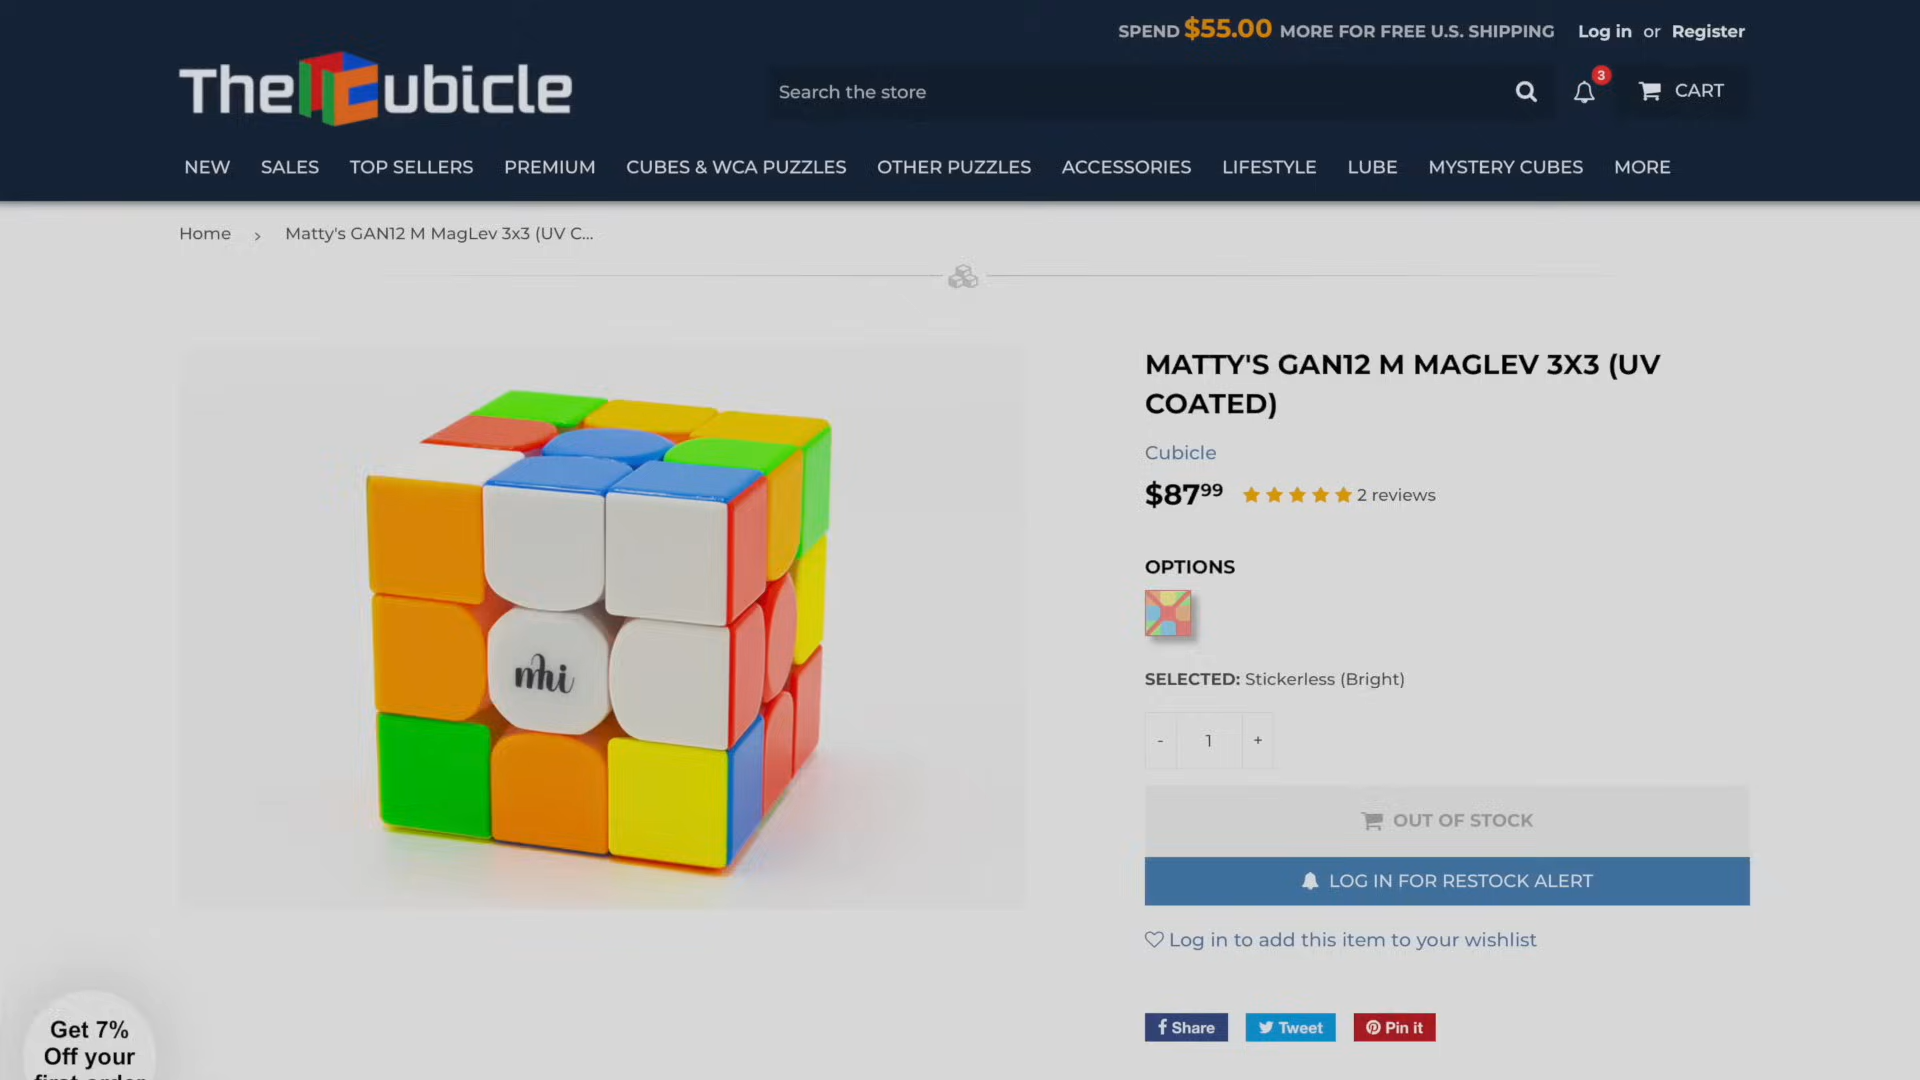 SPEND $55.00 MORE FOR FREE U.S. SHIPPING Log in or Register
TheCubicle
Search the store
3
CART
NEW SALES TOP SELLERS PREMIUM CUBES & WCA PUZZLES OTHER PUZZLES ACCESSORIES LIFESTYLE LUBE MYSTERY CUBES MORE
Home > Matty's GAN12 M MagLev 3x3 (UV C...
MATTY'S GAN12 M MAGLEV 3X3 (UV
COATED)
Cubicle
$87.99 2 reviews
OPTIONS
SELECTED: Stickerless (Bright)
- 1 +
OUT OF STOCK
LOG IN FOR RESTOCK ALERT
Log in to add this item to your wishlist
Share Tweet Pin it
Get 7%
Off your
first order